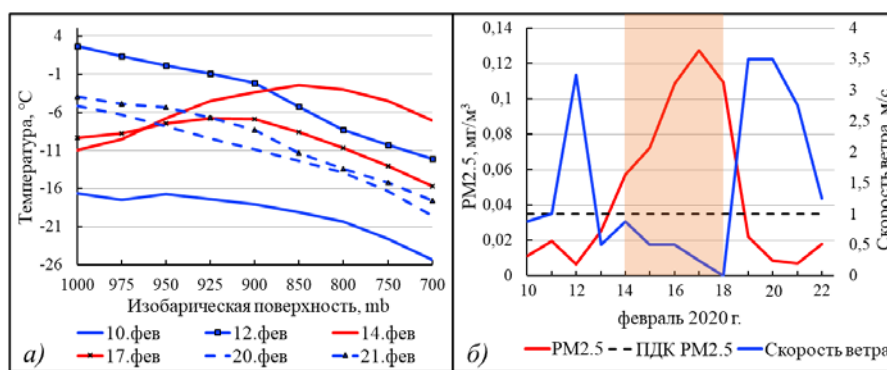 4
-1
-6
-11
-16
-21
-26
Температура, °C
1000 975 950 925 900 850 800 750 700
Изобарическая поверхность, mb
10.фев 12.фев 14.фев
17.фев 20.фев 21.фев
а)
0,14
0,12
0,1
0,08
0,06
0,04
0,02
0
PM2.5, мг/м³
4
3,5
3
2,5
2
1,5
1
0,5
0
Скорость ветра, м/с
10 12 14 16 18 20 22
февраль 2020 г.
PM2.5 ПДК PM2.5 Скорость ветра
б)